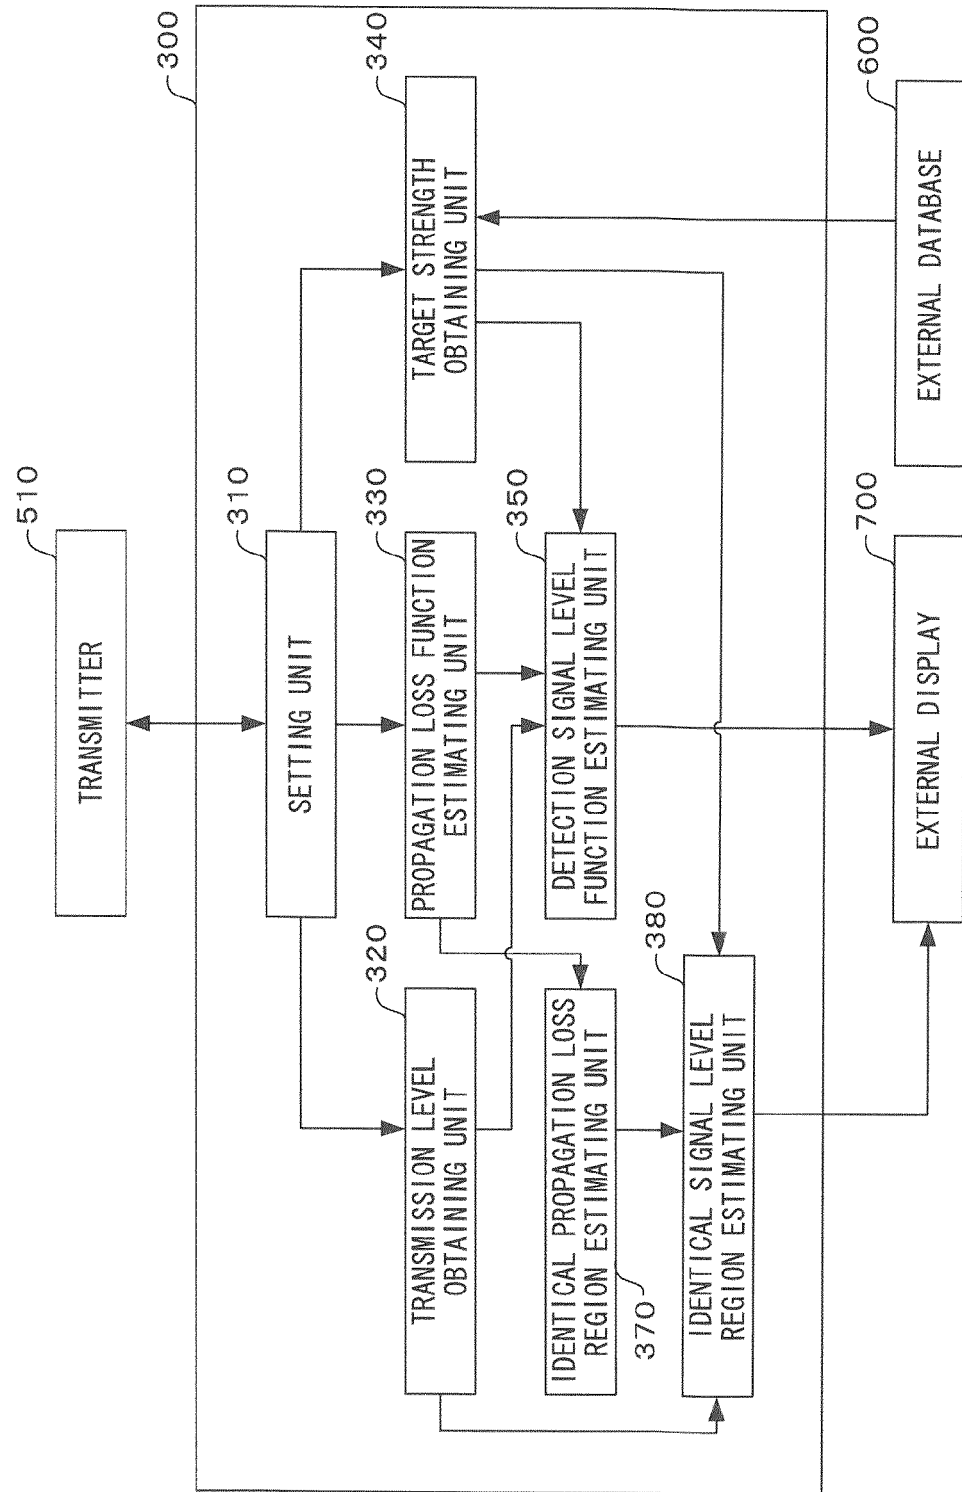 510
TRANSMITTER
300
310
SETTING UNIT
320
TRANSMISSION LEVEL
OBTAINING UNIT
330
PROPAGATION LOSS FUNCTION
ESTIMATING UNIT
340
TARGET STRENGTH
OBTAINING UNIT
370
IDENTICAL PROPAGATION LOSS
REGION ESTIMATING UNIT
350
DETECTION SIGNAL LEVEL
FUNCTION ESTIMATING UNIT
380
IDENTICAL SIGNAL LEVEL
REGION ESTIMATING UNIT
700
EXTERNAL DISPLAY
600
EXTERNAL DATABASE